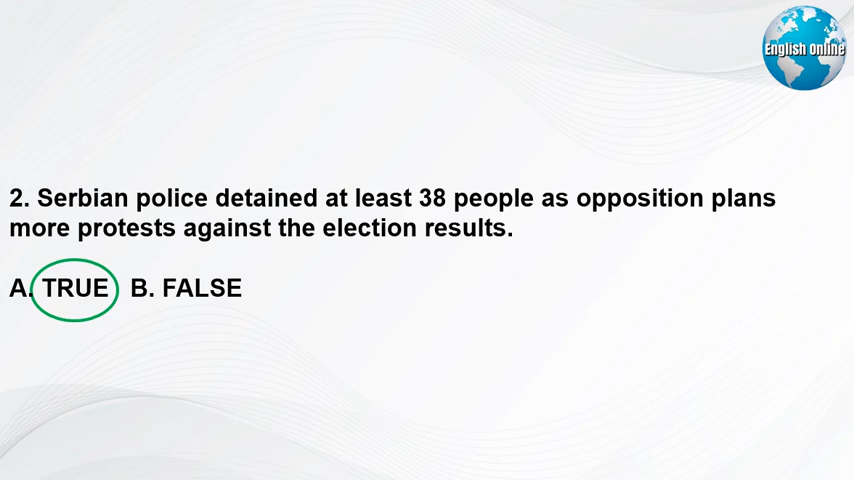 English Online
2. Serbian police detained at least 38 people as opposition plans
more protests against the election results.
A. TRUE B. FALSE